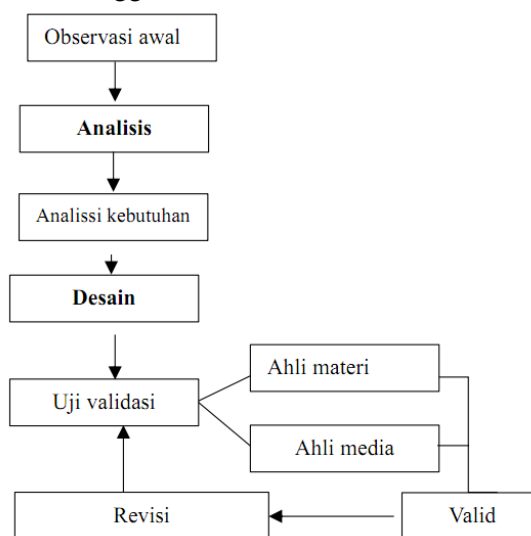 Observasi awal
Analisis
Analissi kebutuhan
Desain
Ahli materi
Uji validasi
Ahli media
Revisi
Valid